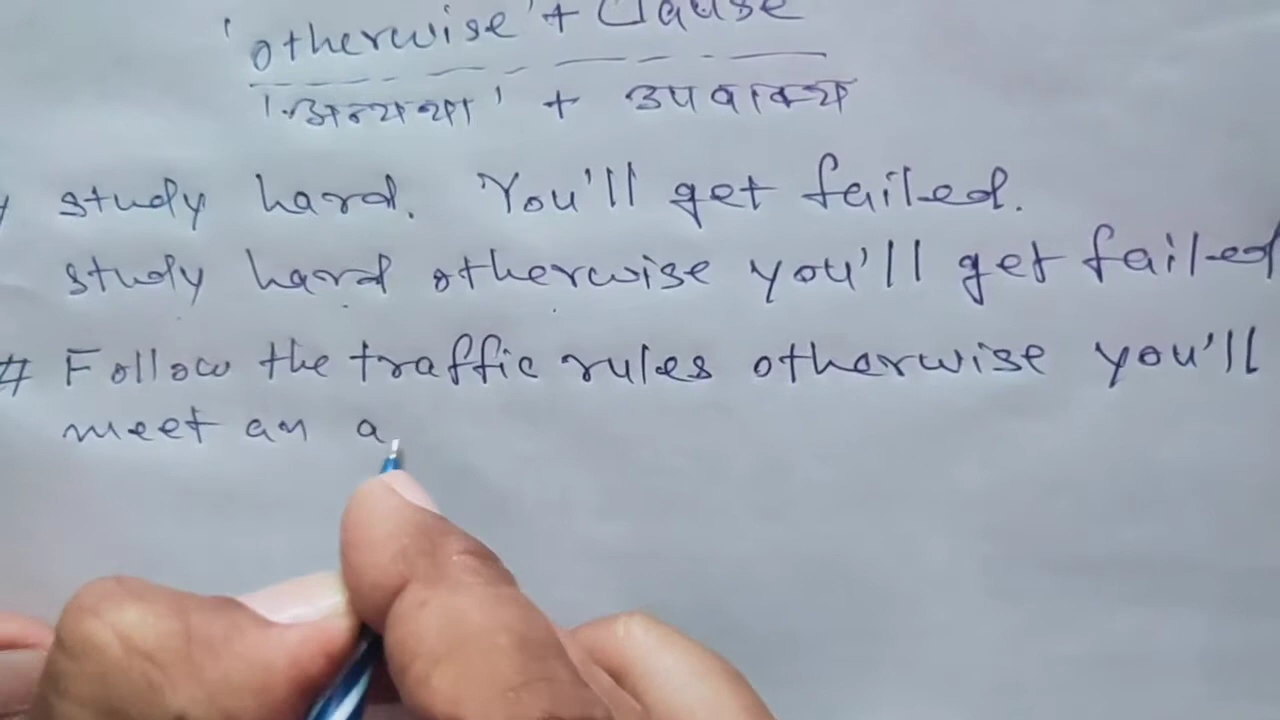 'otherwise' + Clause
'अन्यथा' + उपवाक्य
study hard. You'll get failed.
study hard otherwise you'll get failed
# Follow the traffic rules otherwise you'll
meet an a